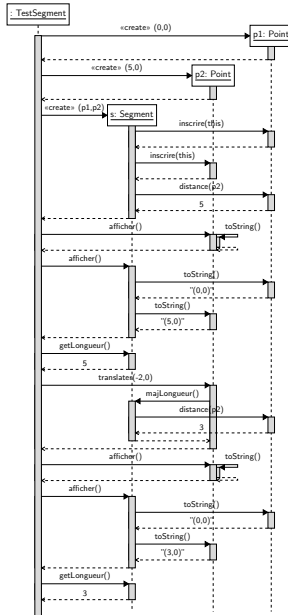 : TestSegment
«create» (0,0)
p1: Point
«create» (5,0)
p2: Point
«create» (p1,p2)
s: Segment
inscrire(this)
inscrire(this)
distance(p2)
5
afficher()
toString()
afficher()
toString()
"(0,0)"
toString()
"(5,0)"
getLongueur()
5
translater(-2,0)
majLongueur()
distance(p2)
3
afficher()
toString()
afficher()
toString()
"(0,0)"
toString()
"(3,0)"
getLongueur()
3